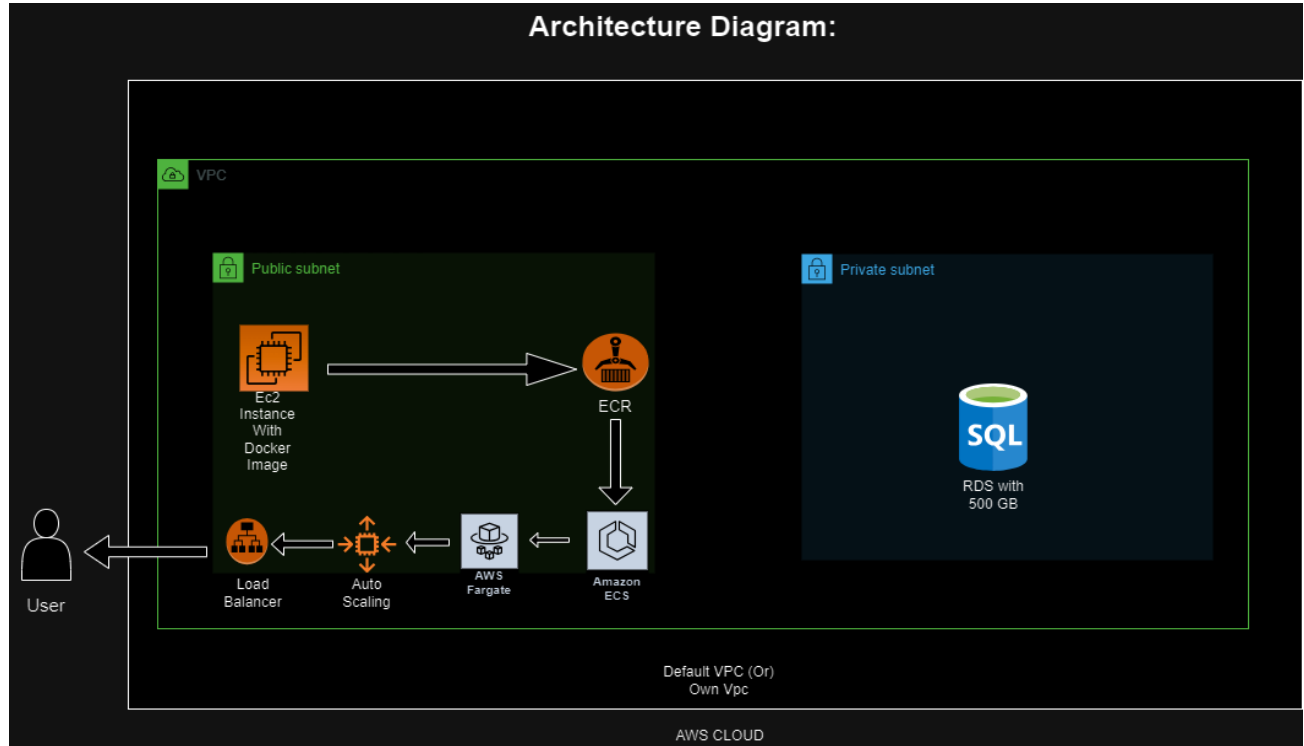 Architecture Diagram:
VPC
Public subnet
Private subnet
Ec2
Instance
With
Docker
Image
ECR
SQL
RDS with
500 GB
User
Load
Balancer
Auto
Scaling
AWS
Fargate
Amazon
ECS
Default VPC (Or)
Own Vpc
AWS CLOUD